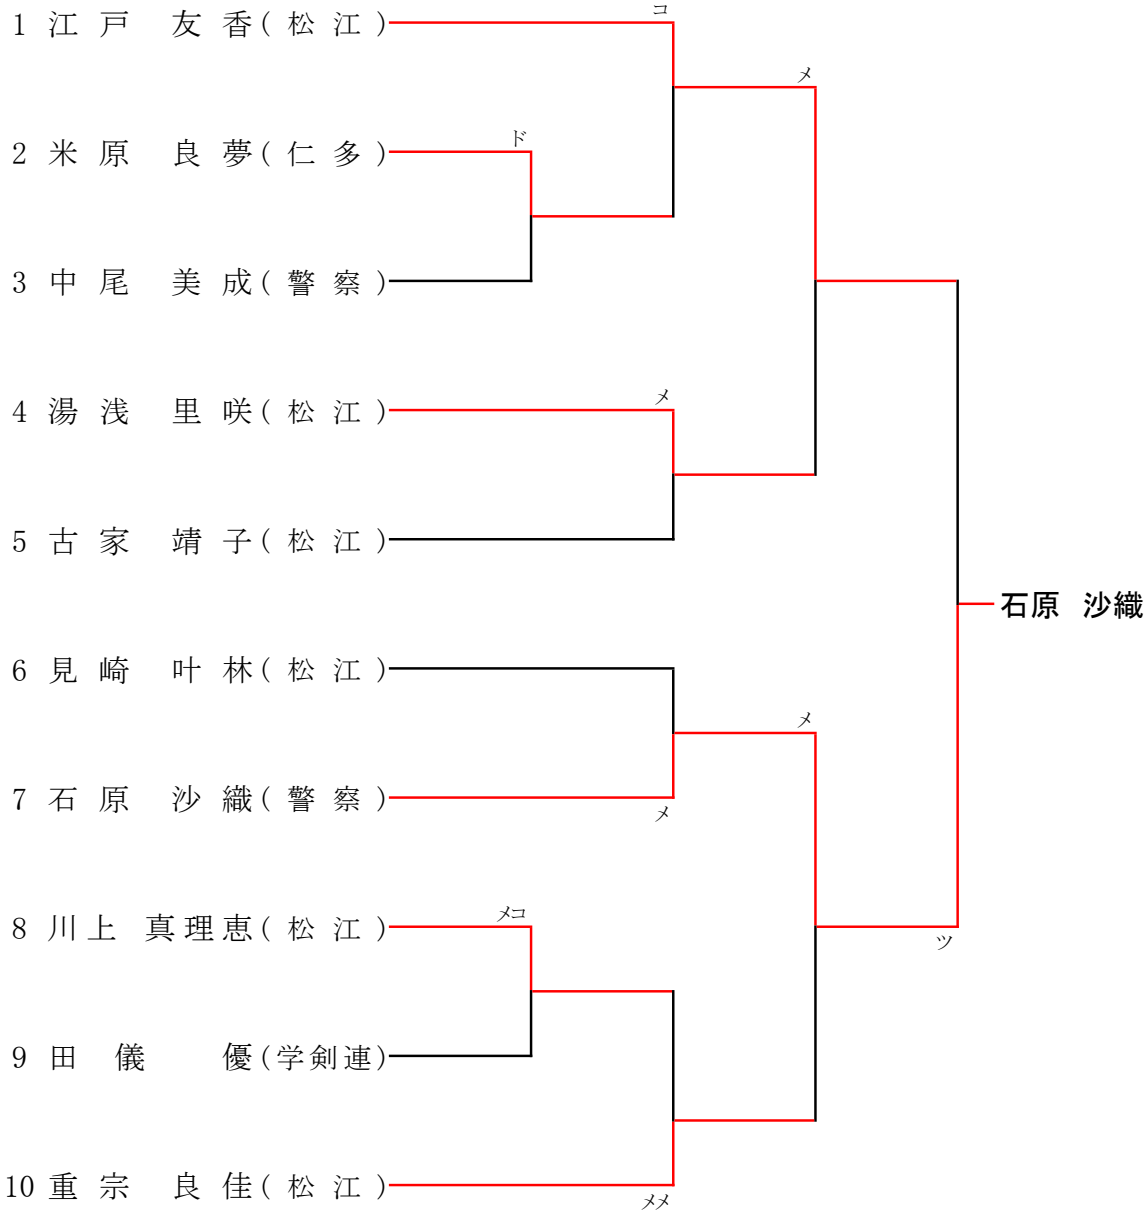 コ
1 江戸 友香(松江)
メ
ド
2 米原 良夢(仁多)
3 中尾 美成(警察)
メ
4 湯浅 里咲(松江)
5 古家 靖子(松江)
石原 沙織
6 見崎 叶林(松江)
メ
7 石原 沙織(警察)
メ
メコ
8 川上 真理恵(松江)
ツ
9 田儀 優(学剣連)
10 重宗 良佳(松江)
メメ